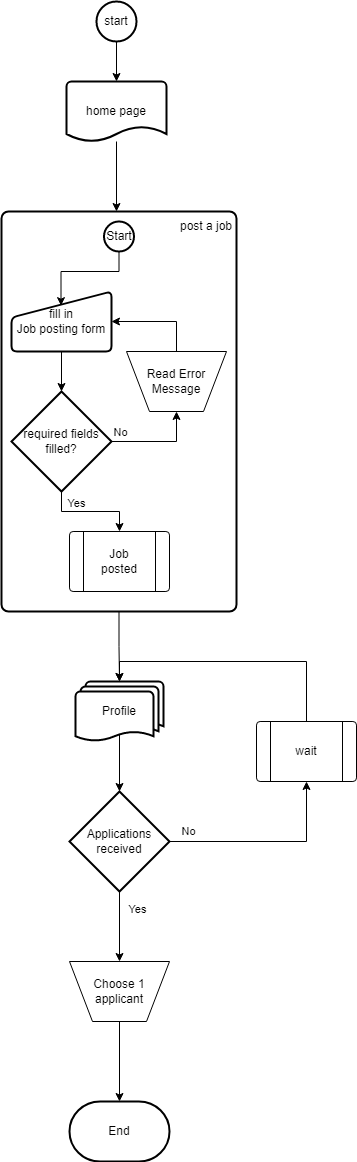 start
home page
post a job
Start
fill in
Job posting form
Read Error
Message
required fields
filled?
No
Yes
Job
posted
Profile
wait
Applications
received
No
Yes
Choose 1
applicant
End